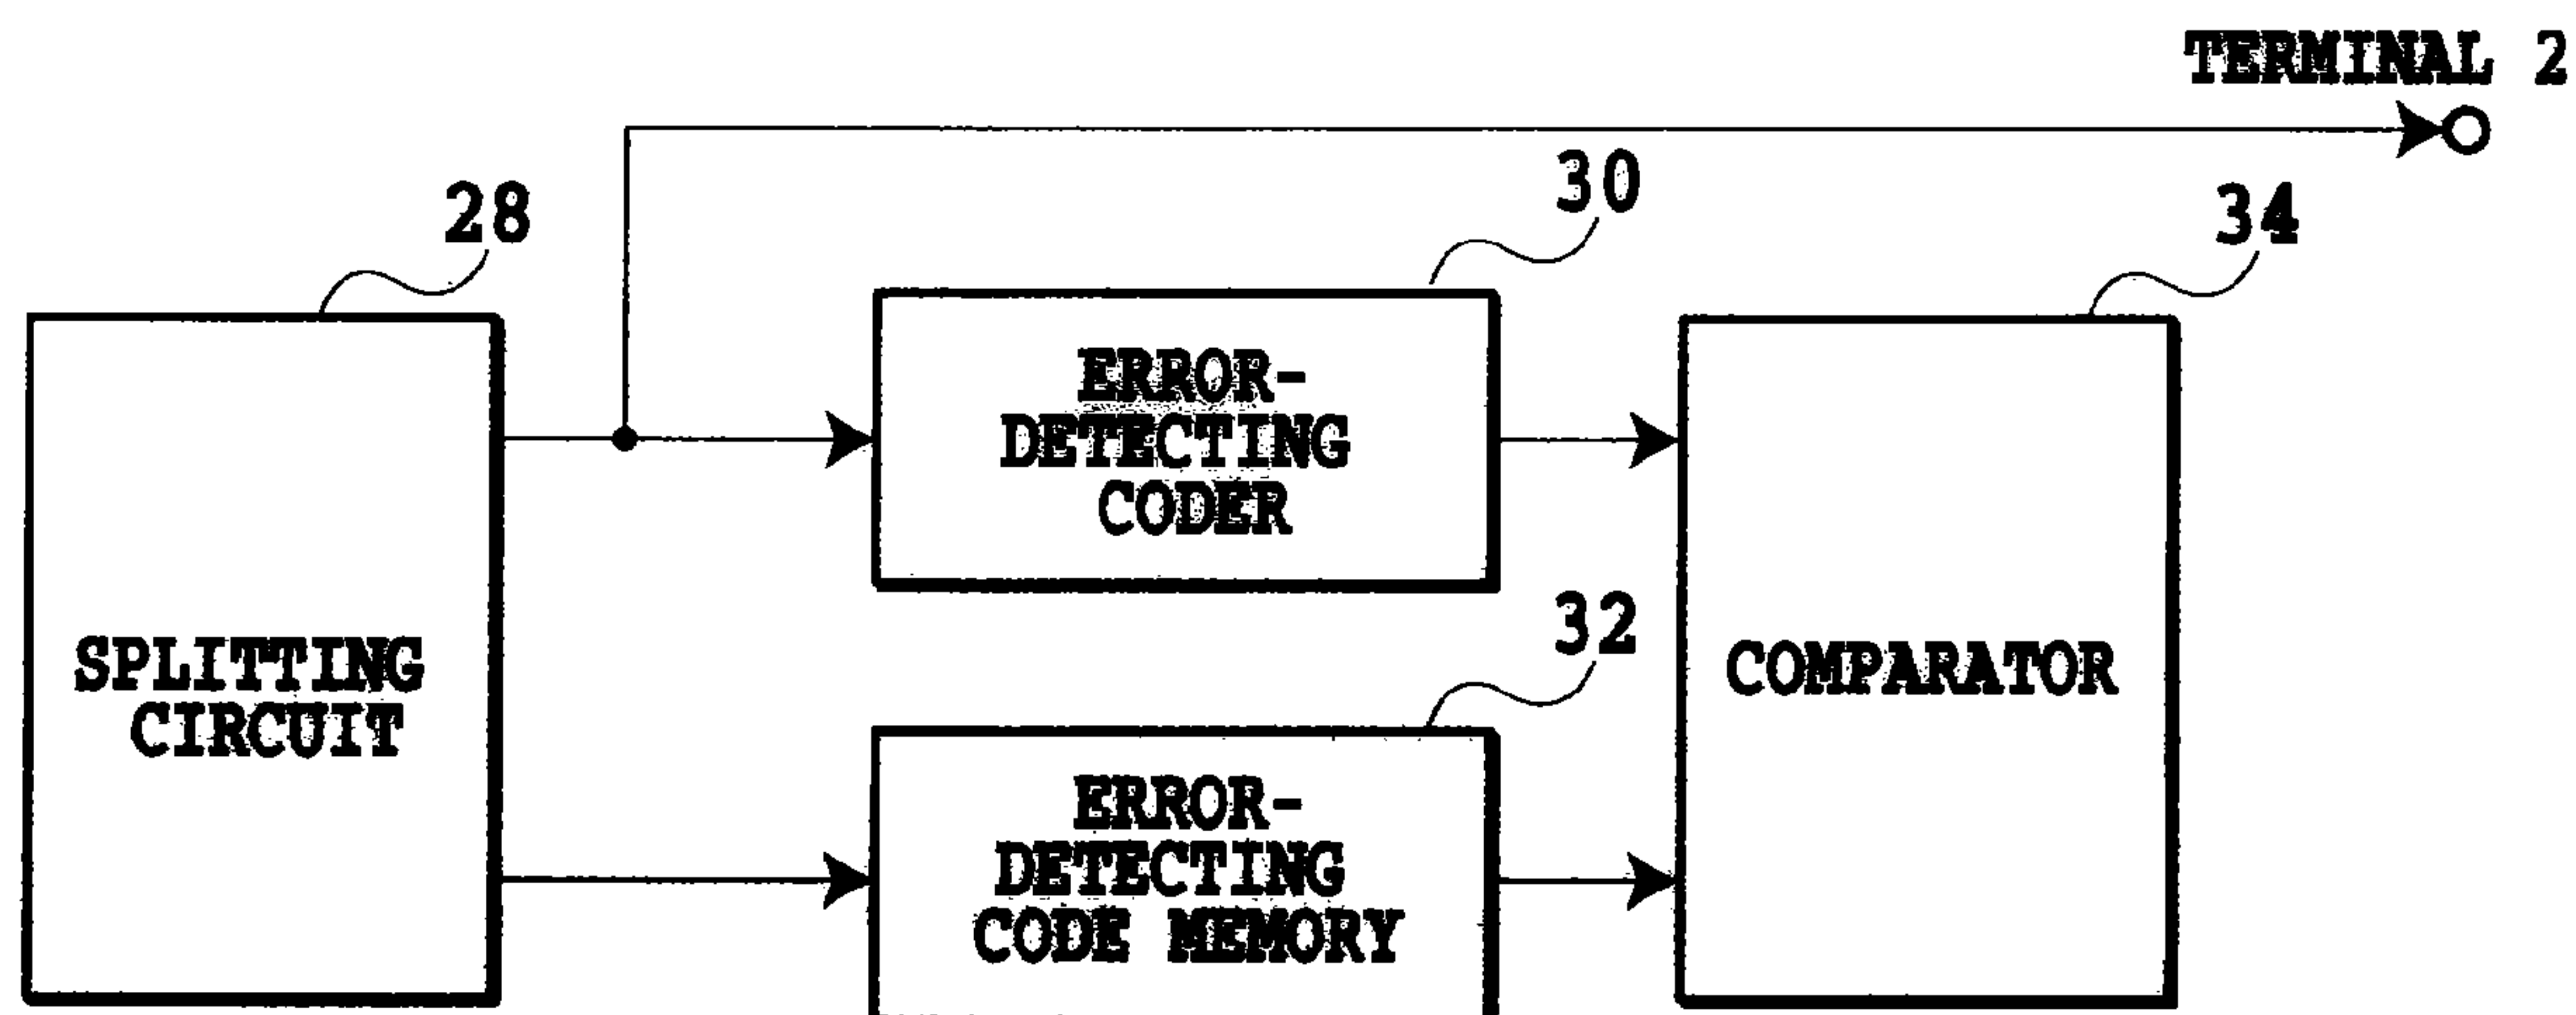 TERMINAL 2
28
30
34
ERROR-
DETECTING
CODER
SPLITTING
CIRCUIT
32
COMPARATOR
ERROR-
DETECTING
CODE MEMORY